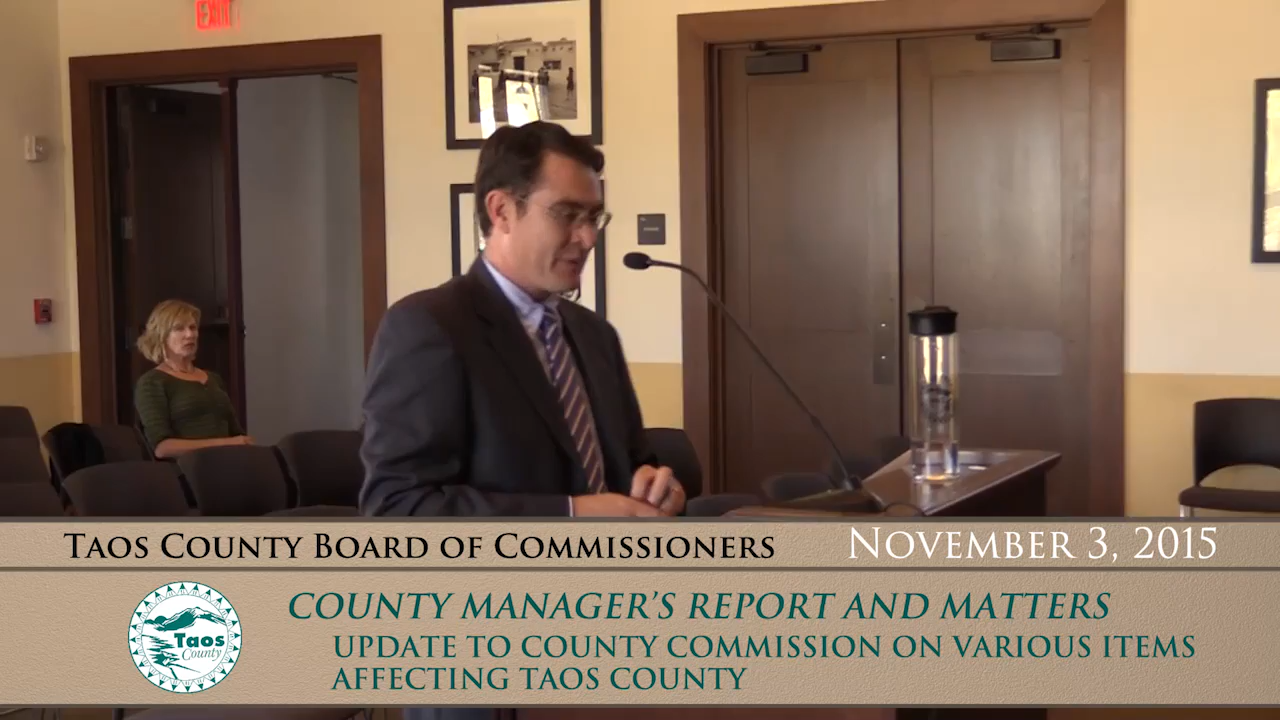 EXIT
TAOS COUNTY BOARD OF COMMISSIONERS
NOVEMBER 3, 2015
COUNTY MANAGER'S REPORT AND MATTERS
UPDATE TO COUNTY COMMISSION ON VARIOUS ITEMS
AFFECTING TAOS COUNTY
Taos
County